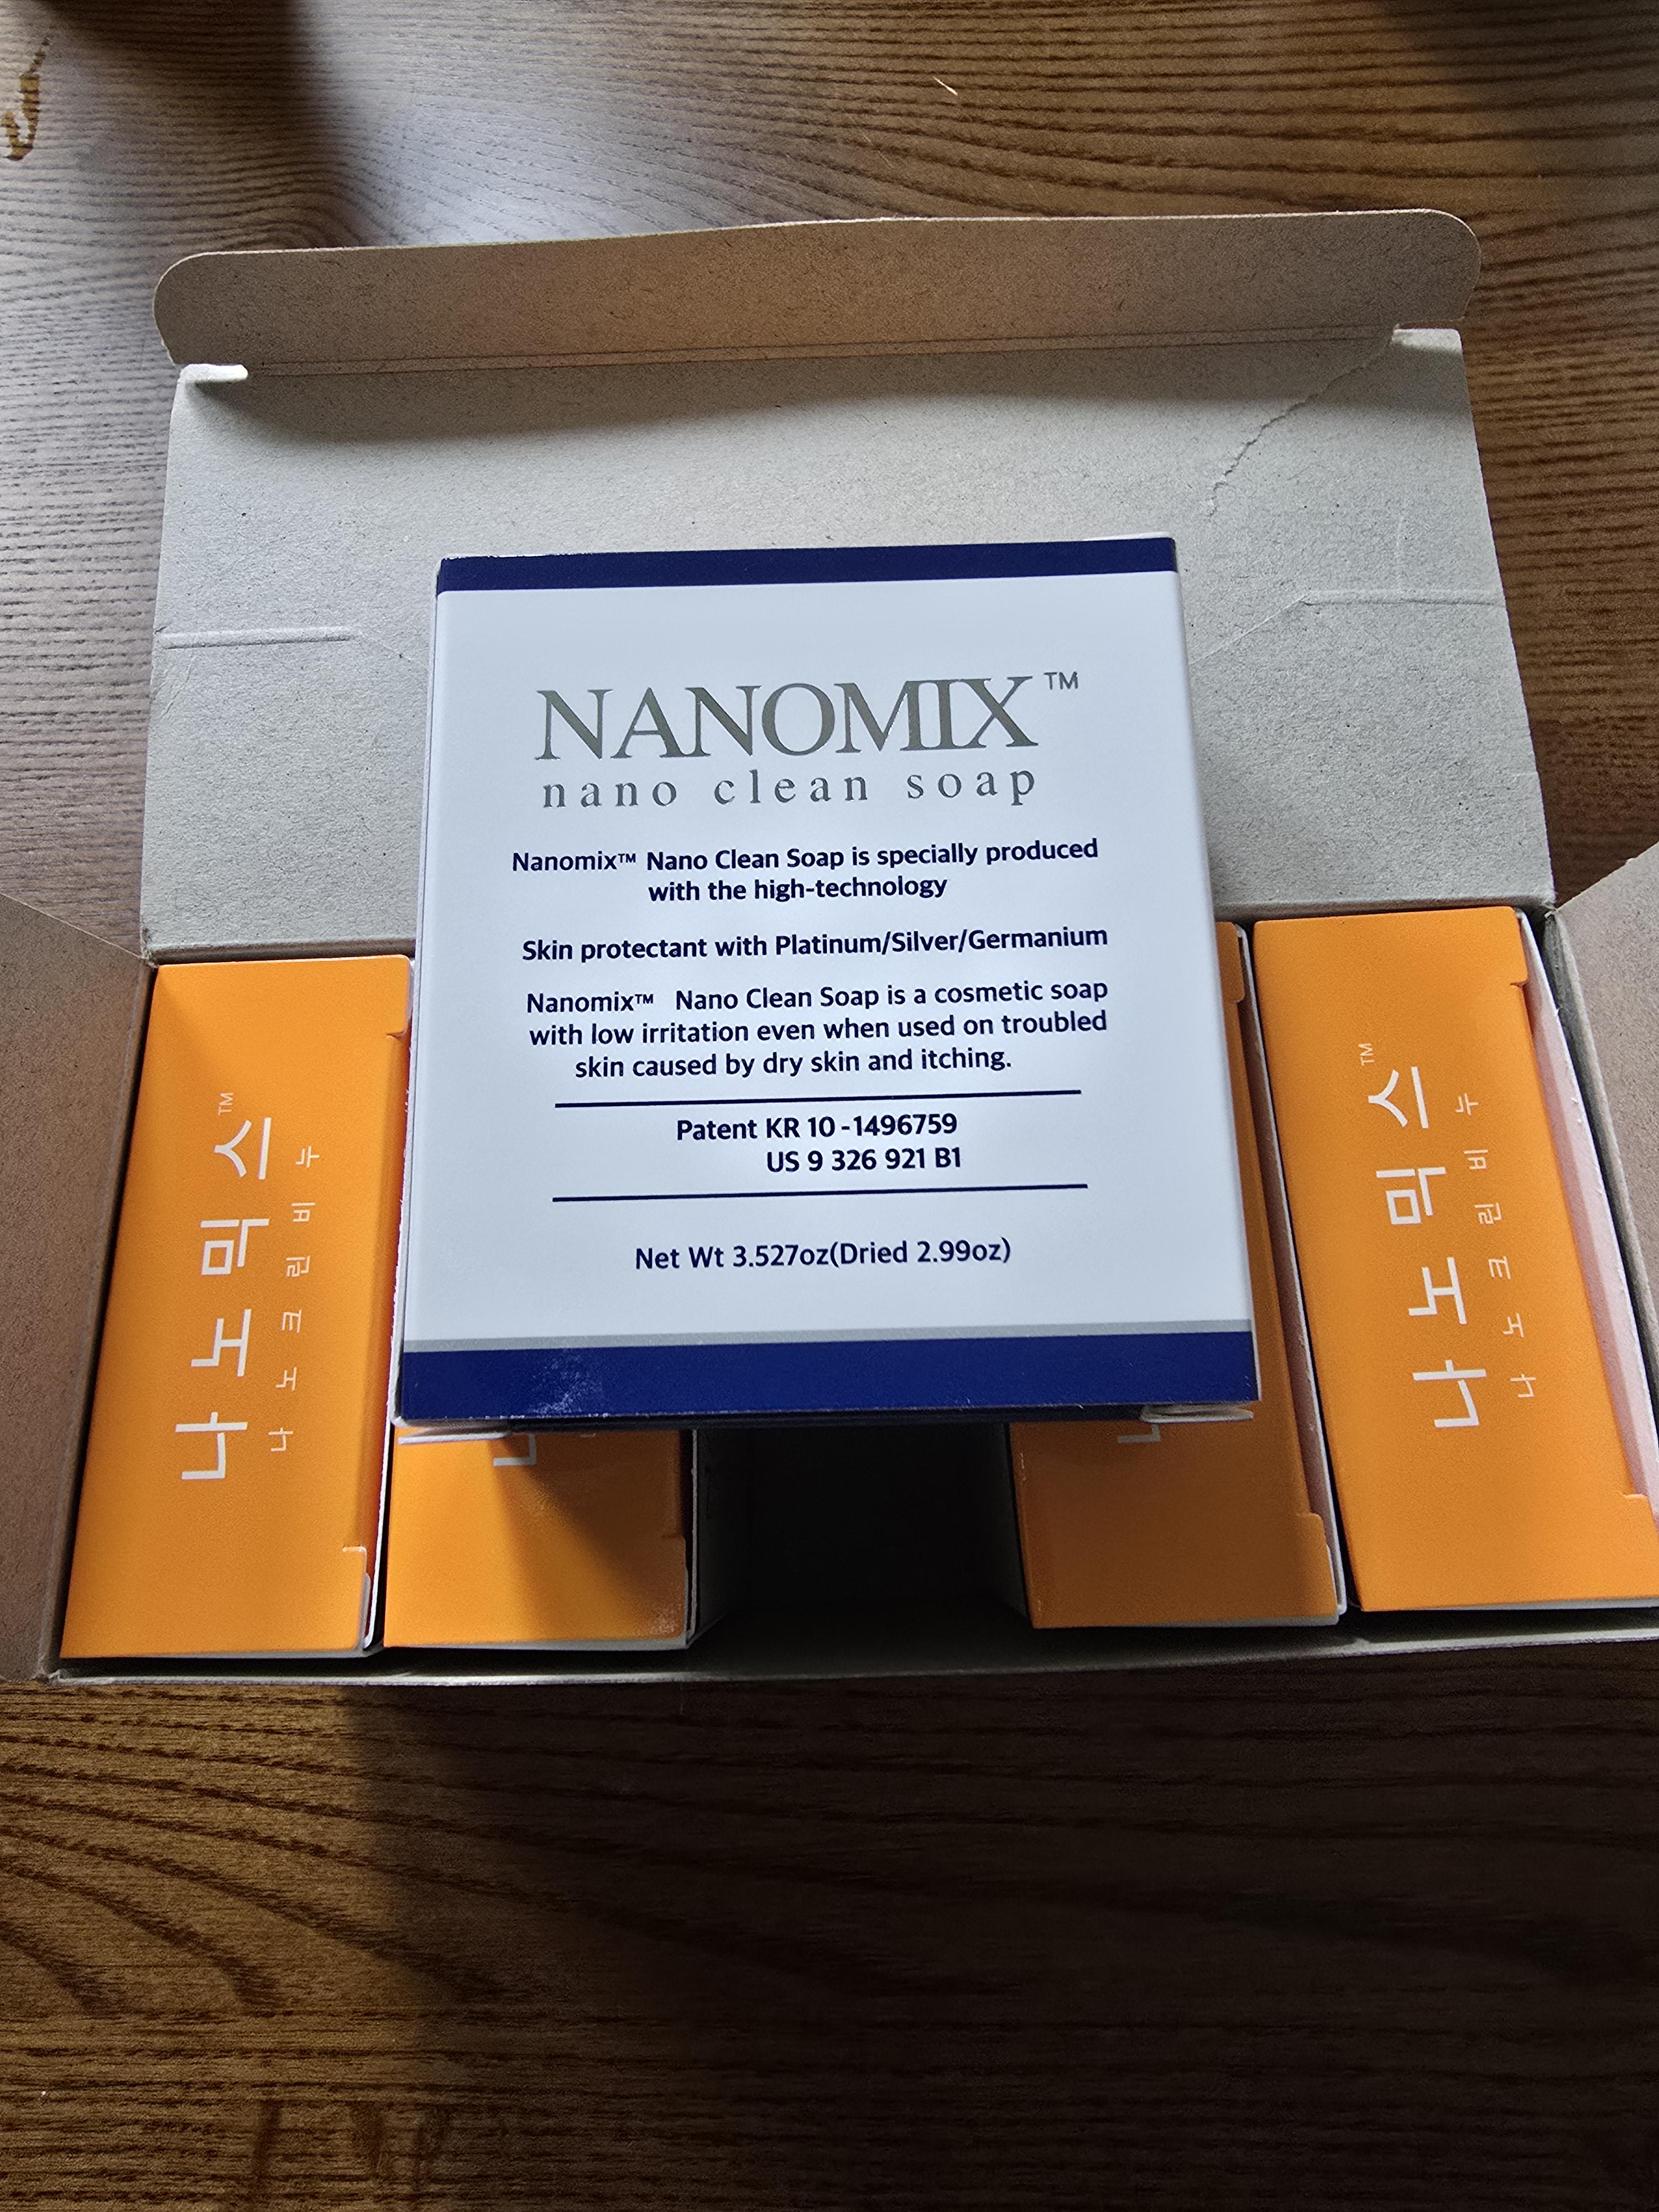 NANOMIX™
nano clean soap
Nanomix™ Nano Clean Soap is specially produced
with the high-technology
Skin protectant with Platinum/Silver/Germanium
Nanomix™ Nano Clean Soap is a cosmetic soap
with low irritation even when used on troubled
skin caused by dry skin and itching.
Patent KR 10 -1496759
US 9 326 921 B1
Net Wt 3.527oz(Dried 2.99oz)
나노믹스™
나노크린비누
나노믹스™
나노크린비누